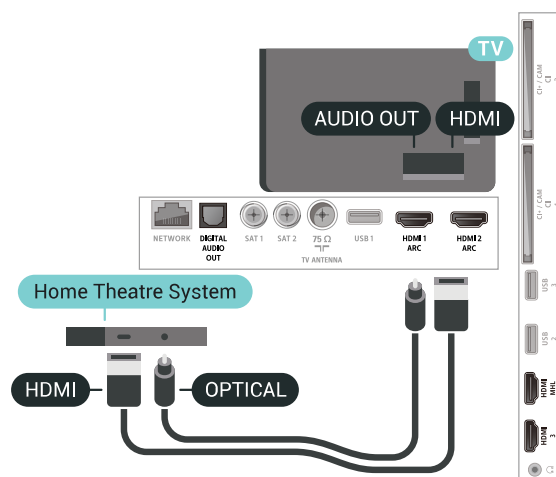 TV
AUDIO OUT
HDMI
NETWORK
DIGITAL
AUDIO
OUT
SAT 1
SAT 2
75 Ω
TV ANTENNA
USB 1
HDMI 1
ARC
HDMI 2
ARC
Home Theatre System
HDMI
OPTICAL
CI+ / CAM
CI+ / CAM
USB
3
USB
2
HDMI
MHL
HDMI
3